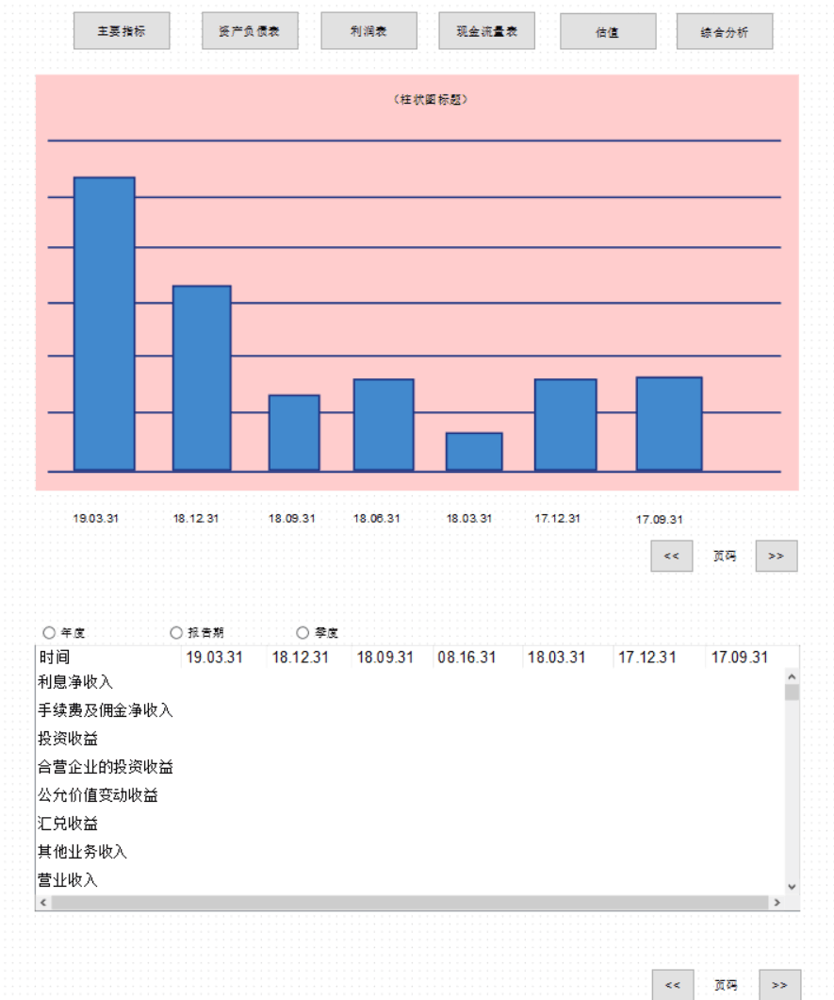 主要指标 资产负债表 利润表 现金流量表 估值 综合分析
（柱状图标题）
19.03.31 18.12.31 18.09.31 18.06.31 18.03.31 17.12.31 17.09.31
<< 页码 >>
年度 报告期 季度
时间 19.03.31 18.12.31 18.09.31 08.16.31 18.03.31 17.12.31 17.09.31
利息净收入
手续费及佣金净收入
投资收益
合营企业的投资收益
公允价值变动收益
汇兑收益
其他业务收入
营业收入
<< 页码 >>